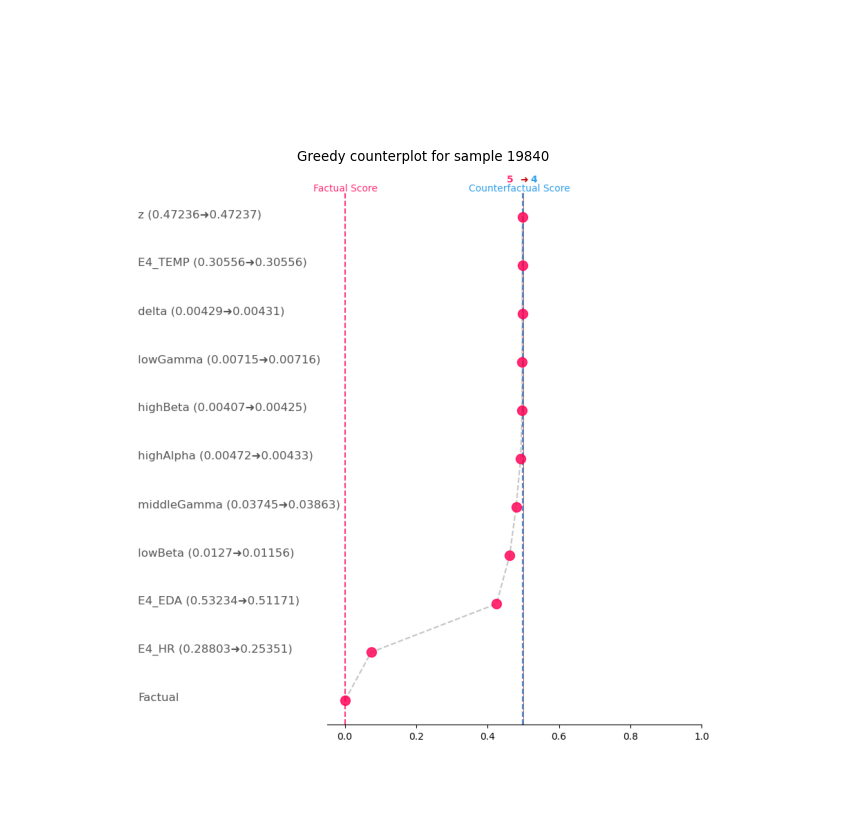 Greedy counterplot for sample 19840
5 ➔ 4
Factual Score
Counterfactual Score
z (0.47236➔0.47237)
E4_TEMP (0.30556➔0.30556)
delta (0.00429➔0.00431)
lowGamma (0.00715➔0.00716)
highBeta (0.00407➔0.00425)
highAlpha (0.00472➔0.00433)
middleGamma (0.03745➔0.03863)
lowBeta (0.0127➔0.01156)
E4_EDA (0.53234➔0.51171)
E4_HR (0.28803➔0.25351)
Factual
0.0 0.2 0.4 0.6 0.8 1.0